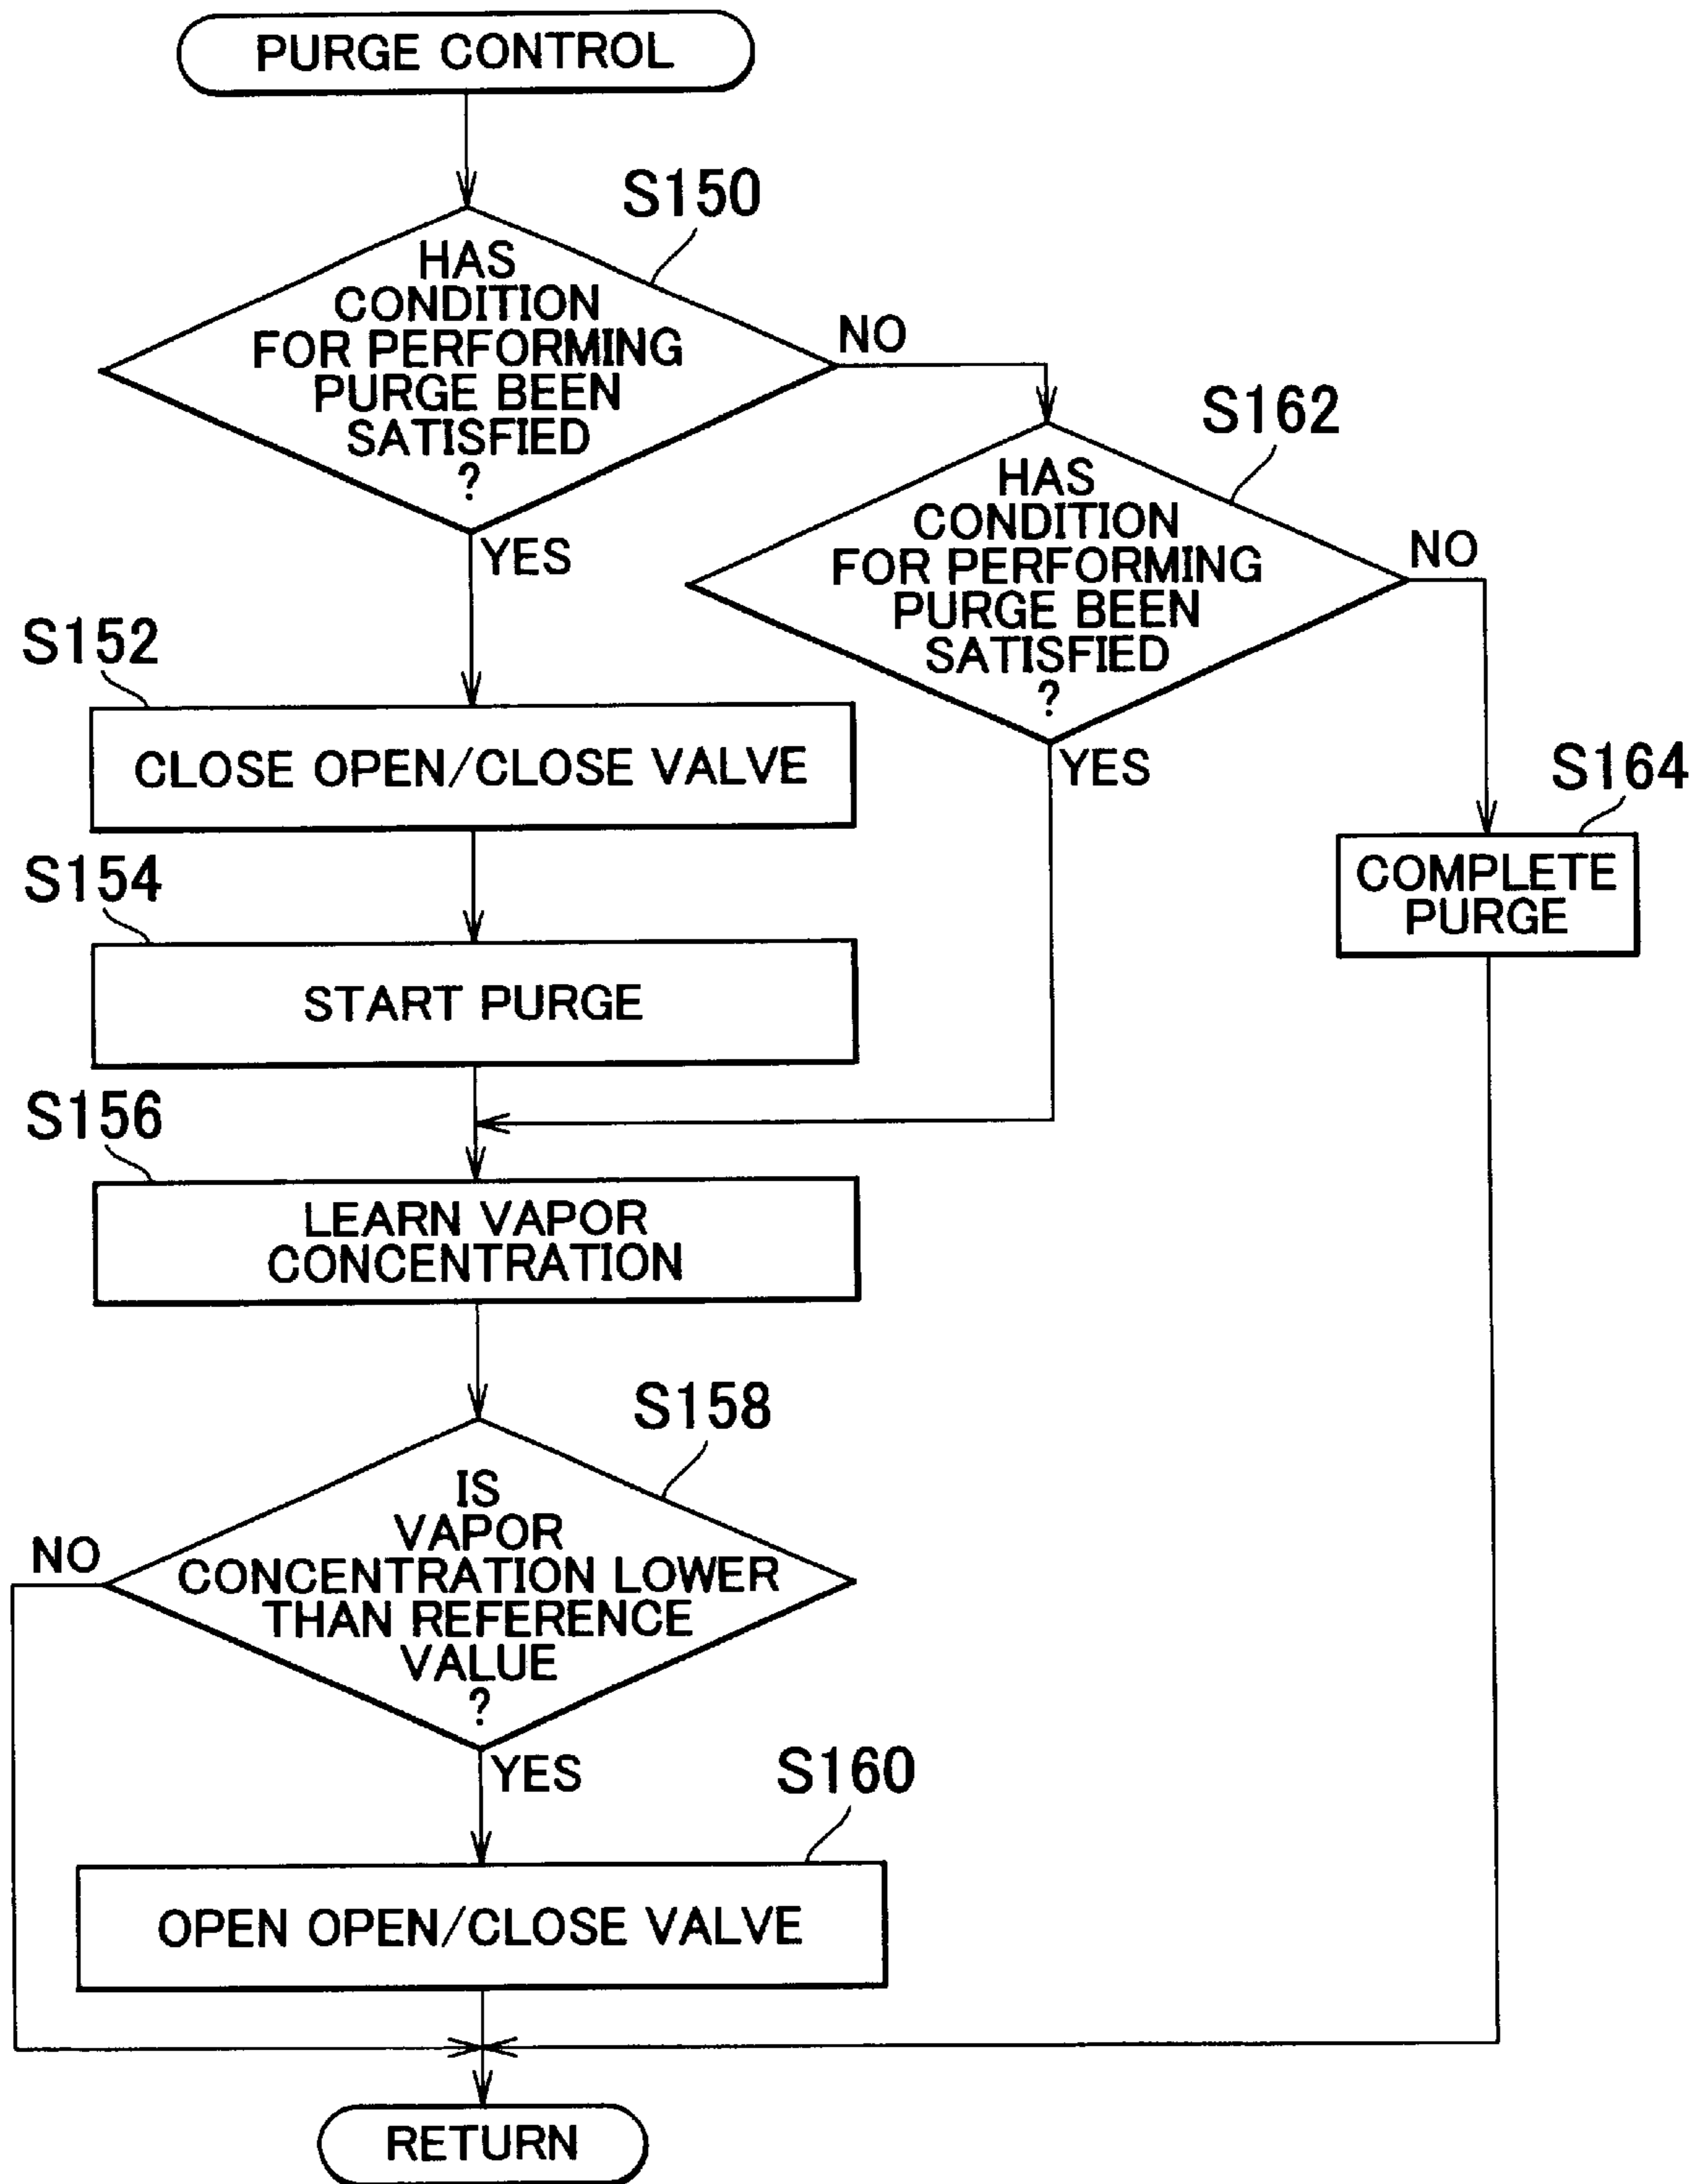 PURGE CONTROL
S150
HAS
CONDITION
FOR PERFORMING
PURGE BEEN
SATISFIED
?
NO
YES
S162
HAS
CONDITION
FOR PERFORMING
PURGE BEEN
SATISFIED
?
NO
YES
S152
CLOSE OPEN/CLOSE VALVE
S164
COMPLETE
PURGE
S154
START PURGE
S156
LEARN VAPOR
CONCENTRATION
S158
IS
VAPOR
CONCENTRATION LOWER
THAN REFERENCE
VALUE
?
NO
YES
S160
OPEN OPEN/CLOSE VALVE
RETURN